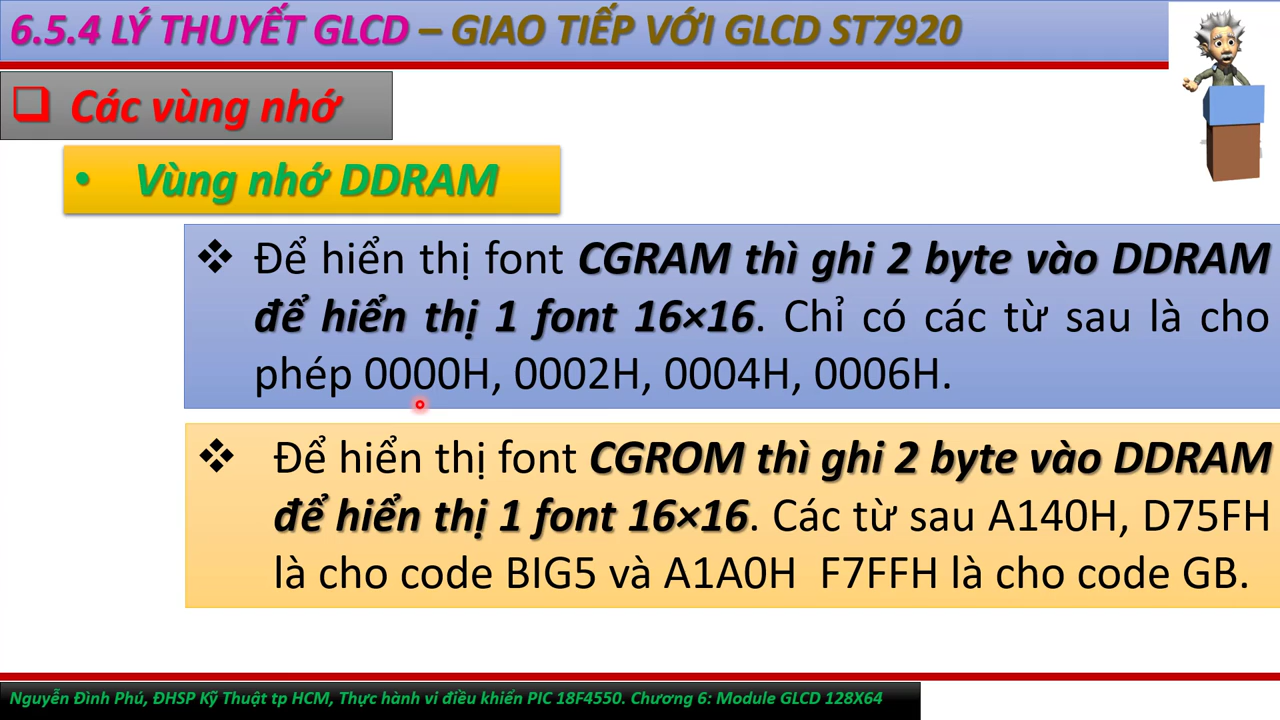 6.5.4 LÝ THUYẾT GLCD – GIAO TIẾP VỚI GLCD ST7920
❑ Các vùng nhớ
• Vùng nhớ DDRAM
❖ Để hiển thị font CGRAM thì ghi 2 byte vào DDRAM
để hiển thị 1 font 16×16. Chỉ có các từ sau là cho
phép 0000H, 0002H, 0004H, 0006H.
❖ Để hiển thị font CGROM thì ghi 2 byte vào DDRAM
để hiển thị 1 font 16×16. Các từ sau A140H, D75FH
là cho code BIG5 và A1A0H F7FFH là cho code GB.
Nguyễn Đình Phú, ĐHSP Kỹ Thuật tp HCM, Thực hành vi điều khiển PIC 18F4550. Chương 6: Module GLCD 128X64